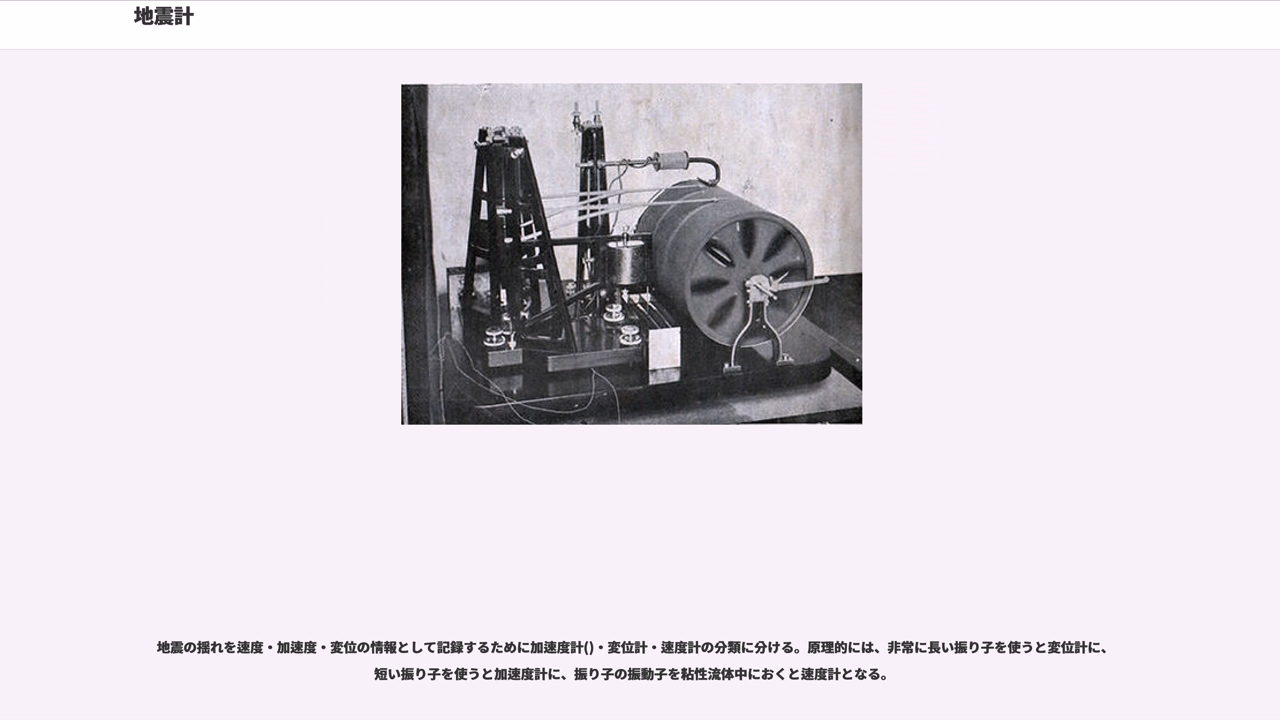 地震計
地震の揺れを速度・加速度・変位の情報として記録するために加速度計()・変位計・速度計の分類に分ける。原理的には、非常に長い振り子を使うと変位計に、
短い振り子を使うと加速度計に、振り子の振動子を粘性流体中におくと速度計となる。